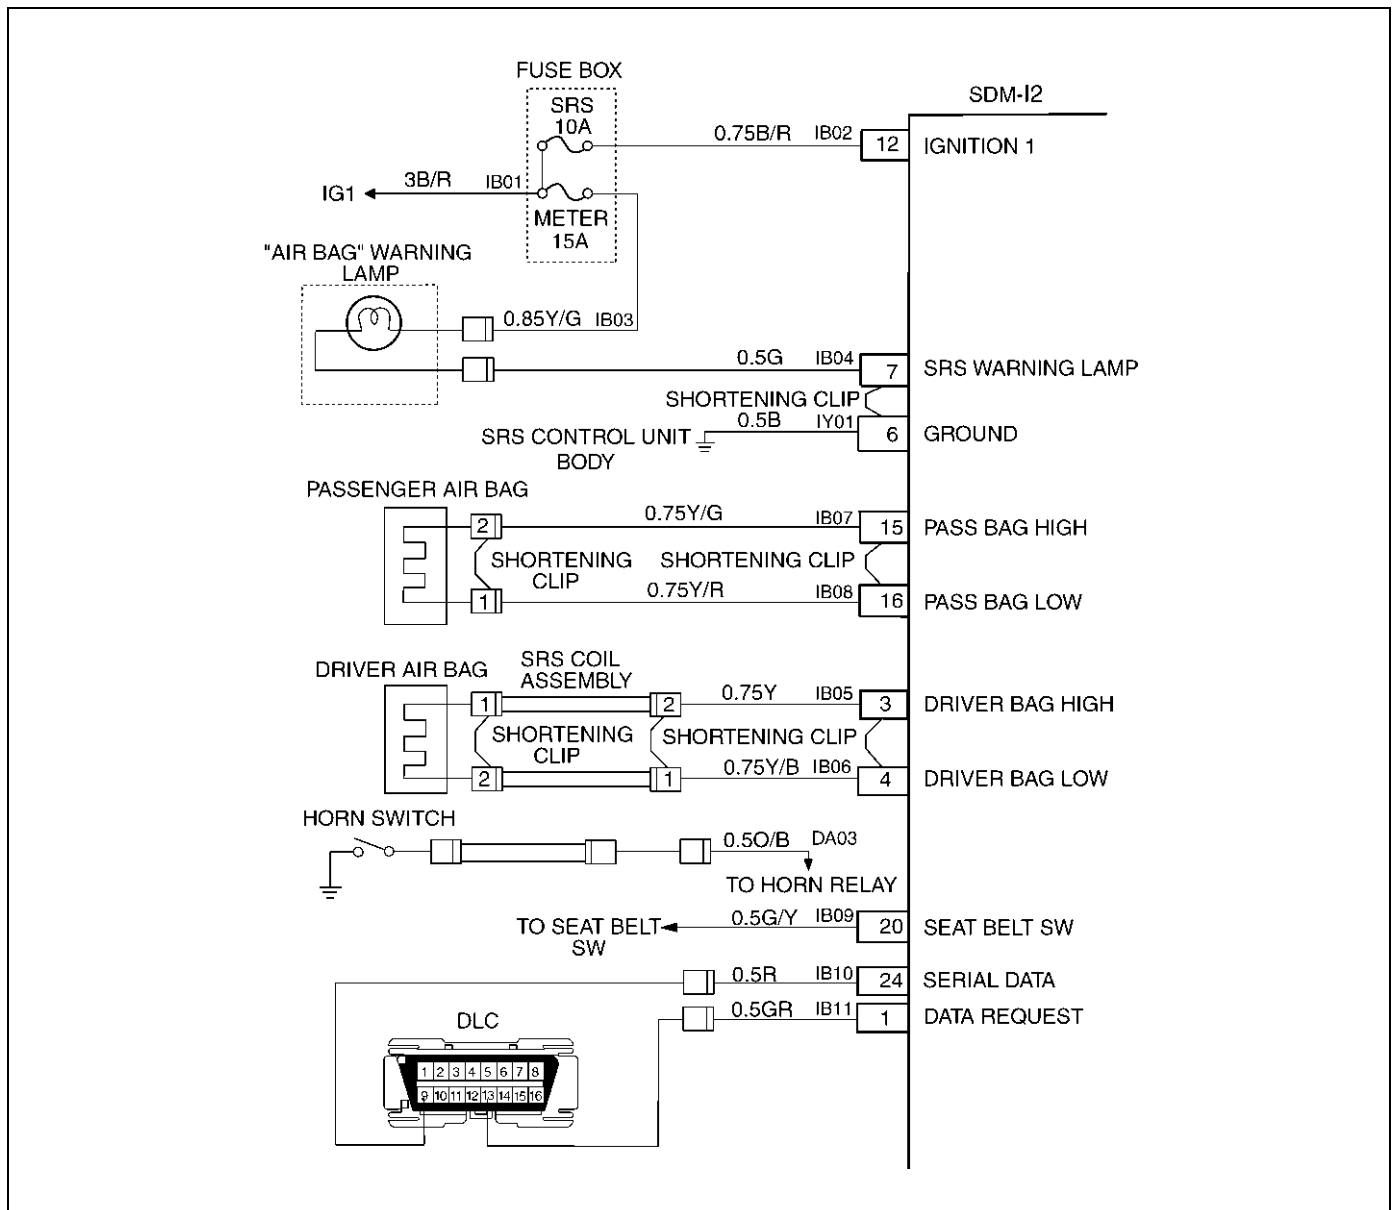 FUSE BOX
SDM-I2
SRS
10A
0.75B/R IB02 12 IGNITION 1
IG1 3B/R IB01
METER
15A
"AIR BAG" WARNING
LAMP
0.85Y/G IB03
0.5G IB04 7 SRS WARNING LAMP
SHORTENING CLIP
0.5B IY01 6 GROUND
SRS CONTROL UNIT
BODY
PASSENGER AIR BAG
2 0.75Y/G IB07 15 PASS BAG HIGH
SHORTENING
CLIP
SHORTENING CLIP
1 0.75Y/R IB08 16 PASS BAG LOW
DRIVER AIR BAG
SRS COIL
ASSEMBLY
1 2 0.75Y IB05 3 DRIVER BAG HIGH
SHORTENING
CLIP
SHORTENING CLIP
2 1 0.75Y/B IB06 4 DRIVER BAG LOW
HORN SWITCH
0.5O/B DA03
TO HORN RELAY
TO SEAT BELT
SW
0.5G/Y IB09 20 SEAT BELT SW
0.5R IB10 24 SERIAL DATA
0.5GR IB11 1 DATA REQUEST
DLC
1 2 3 4 5 6 7 8
9 10 11 12 13 14 15 16